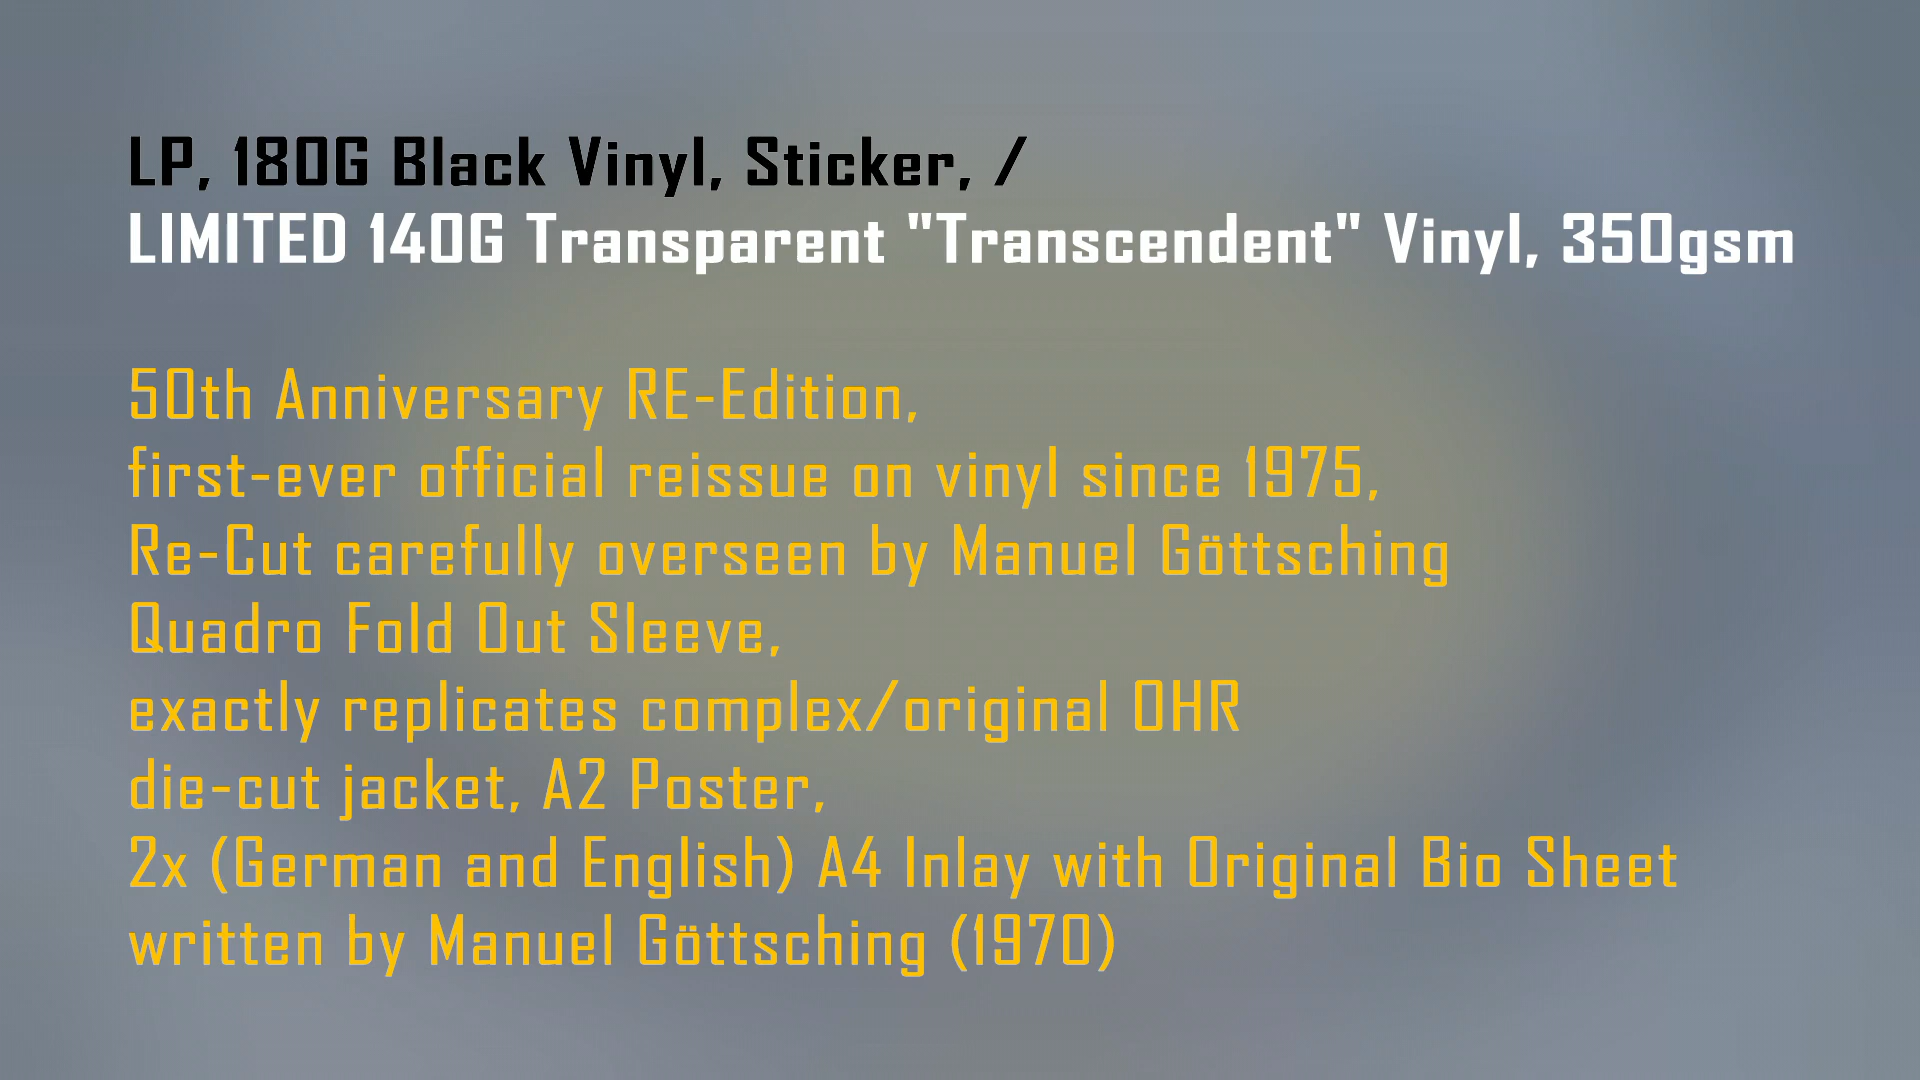 LP, 180G Black Vinyl, Sticker, /
LIMITED 140G Transparent "Transcendent" Vinyl, 350gsm
50th Anniversary RE-Edition,
first-ever official reissue on vinyl since 1975,
Re-Cut carefully overseen by Manuel Göttsching
Quadro Fold Out Sleeve,
exactly replicates complex/original OHR
die-cut jacket, A2 Poster,
2x (German and English) A4 Inlay with Original Bio Sheet
written by Manuel Göttsching (1970)